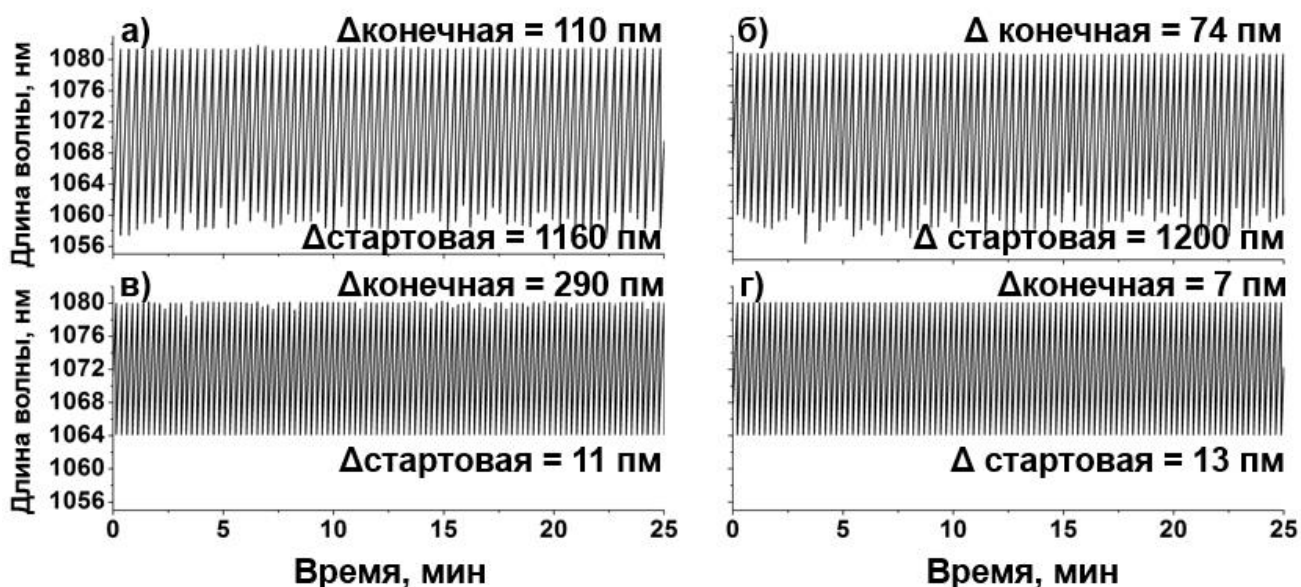 а) Δконечная = 110 пм
б) Δ конечная = 74 пм
Длина волны, нм
1080
1076
1072
1068
1064
1060
1056
Δстартовая = 1160 пм
Δ стартовая = 1200 пм
в) Δконечная = 290 пм
г) Δконечная = 7 пм
Длина волны, нм
1080
1076
1072
1068
1064
1060
1056
Δстартовая = 11 пм
Δ стартовая = 13 пм
0 5 10 15 20 25
0 5 10 15 20 25
Время, мин
Время, мин